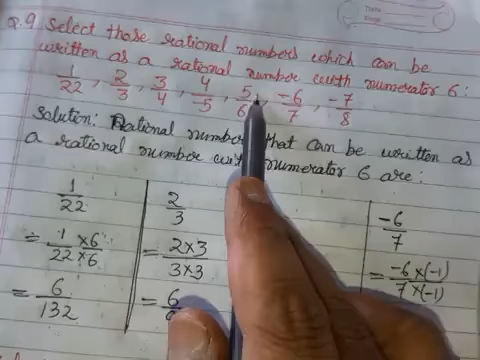 Q.9 Select those rational numbers which can be
written as a rational number with numerator 6:
1/22, 2/3, 3/4, 4/-5, 5/6, -6/7, -7/8
Solution: Rational number that can be written as
a rational number with numerator 6 are:
1/22
= 1×6/22×6
= 6/132
2/3
= 2×3/3×3
= 6/
-6/7
= -6×(-1)/7×(-1)